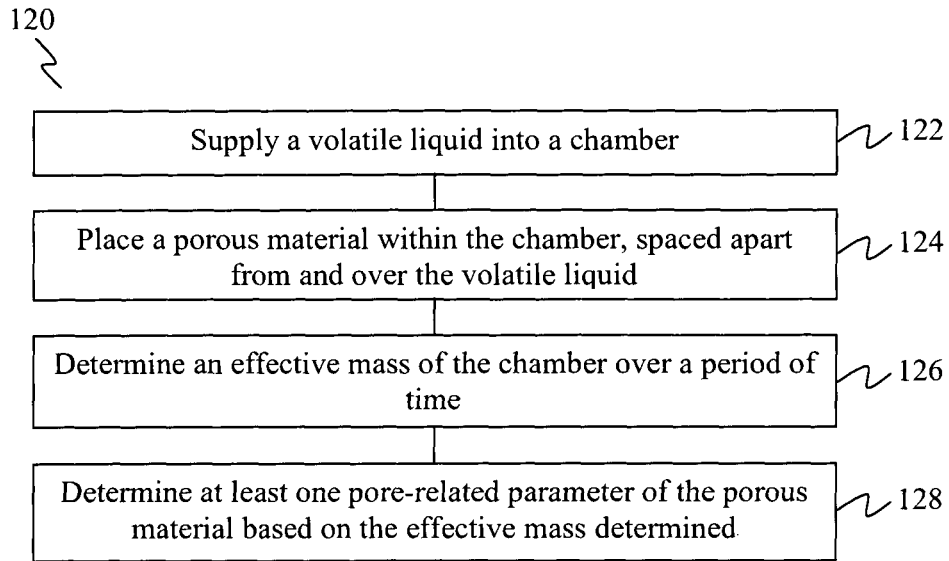 120
Supply a volatile liquid into a chamber
122
Place a porous material within the chamber, spaced apart
from and over the volatile liquid
124
Determine an effective mass of the chamber over a period of
time
126
Determine at least one pore-related parameter of the porous
material based on the effective mass determined.
128